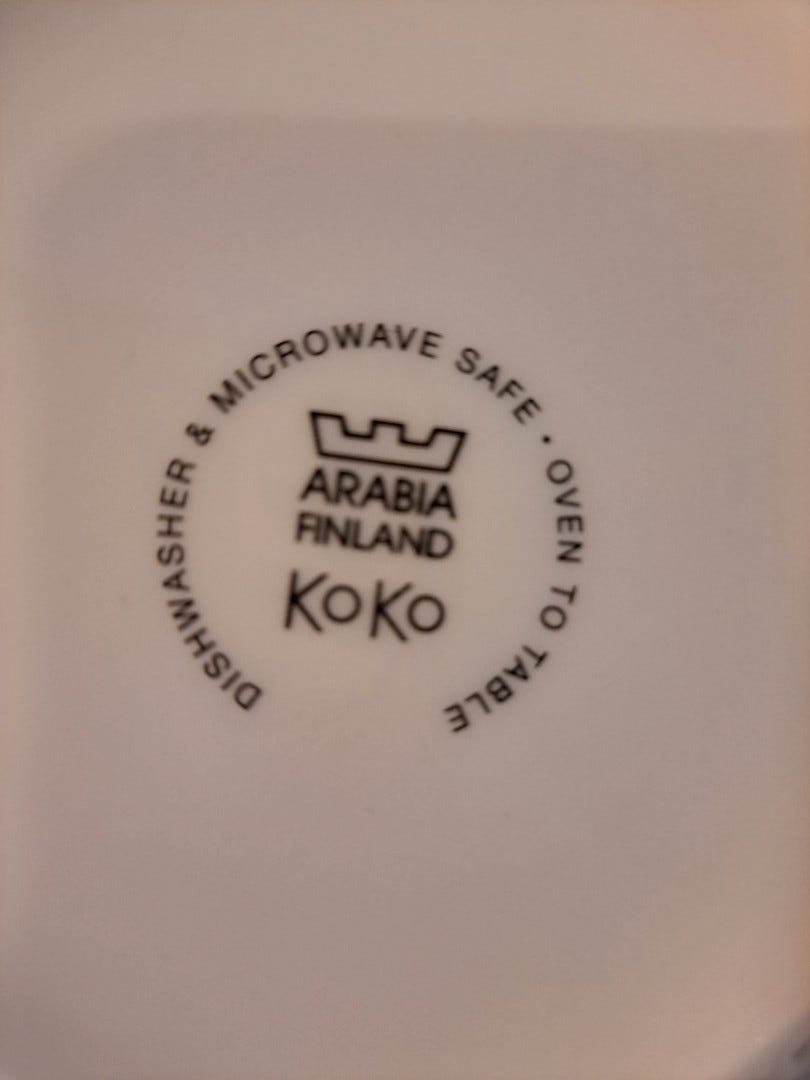 DISHWASHER & MICROWAVE SAFE · OVEN TO TABLE
ARABIA
FINLAND
KoKo